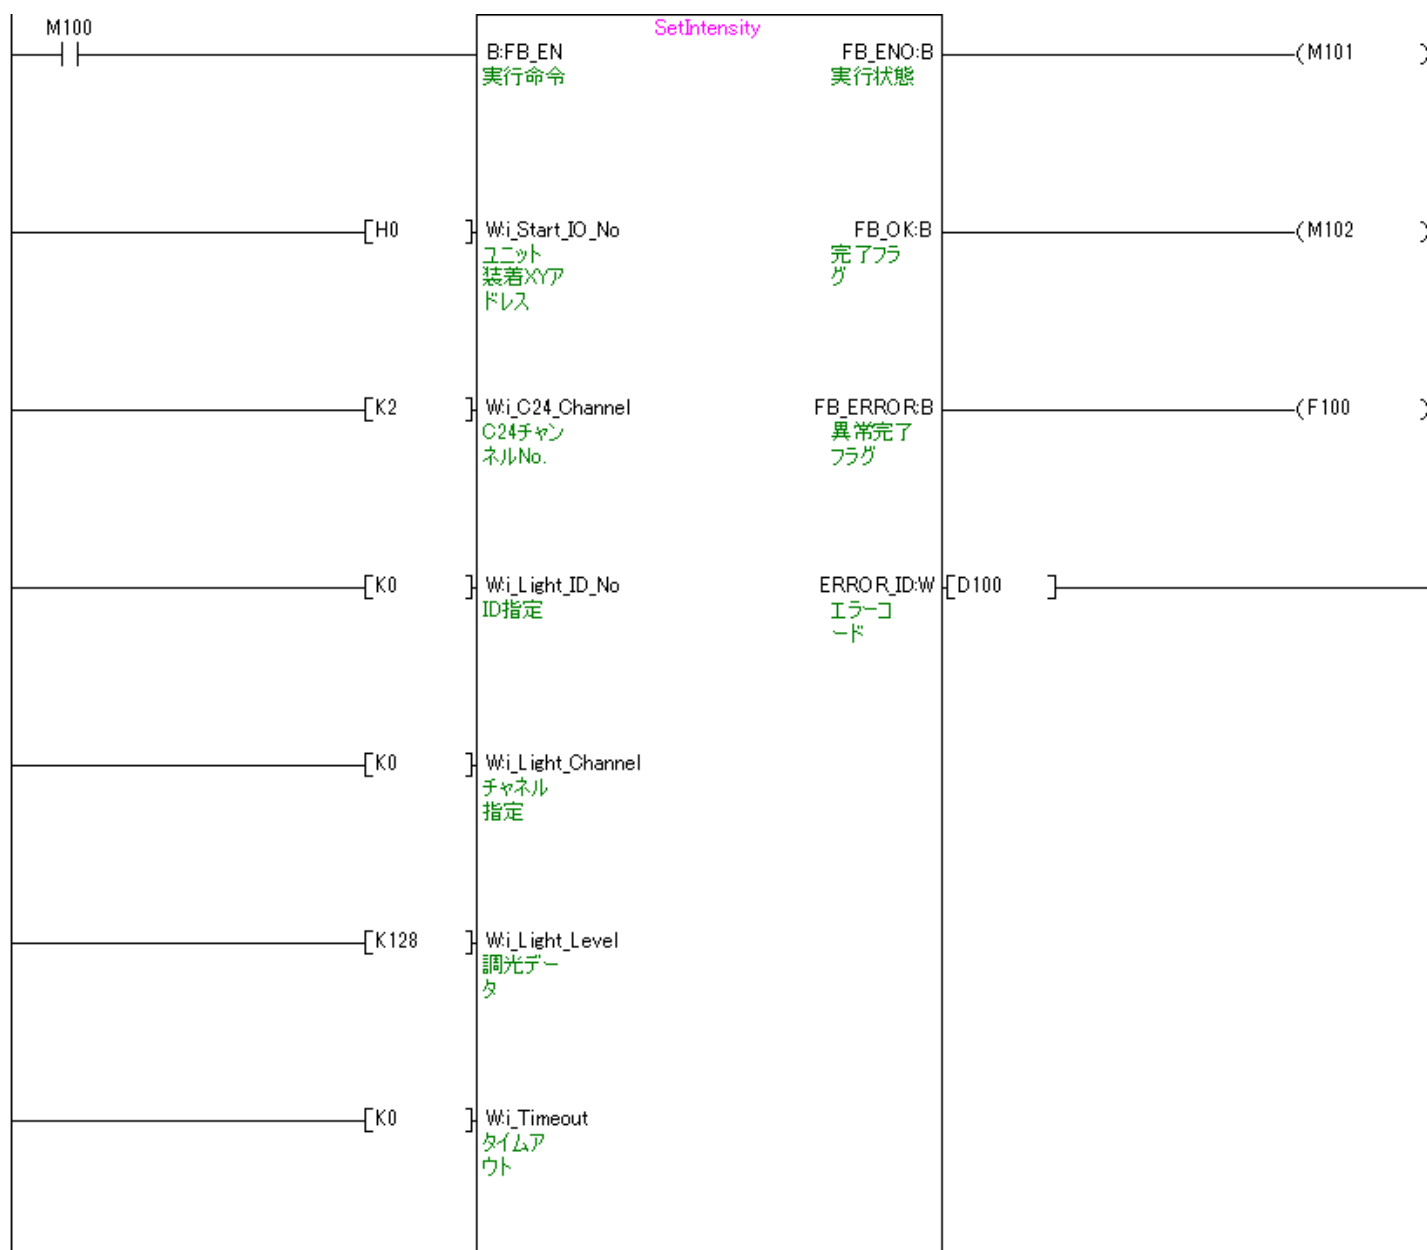 M100
SetIntensity
B:FB_EN
FB_ENO:B
(M101 )
実行命令
実行状態
[H0 ]
W:i_Start_IO_No
FB_OK:B
(M102 )
ユニット
装着XYア
ドレス
完了フラ
グ
[K2 ]
W:i_C24_Channel
FB_ERROR:B
(F100 )
C24チャン
ネルNo.
異常完了
フラグ
[K0 ]
W:i_Light_ID_No
ERROR_ID:W
[D100 ]
ID指定
エラーコ
ード
[K0 ]
W:i_Light_Channel
チャネル
指定
[K128 ]
W:i_Light_Level
調光デー
タ
[K0 ]
W:i_Timeout
タイムア
ウト